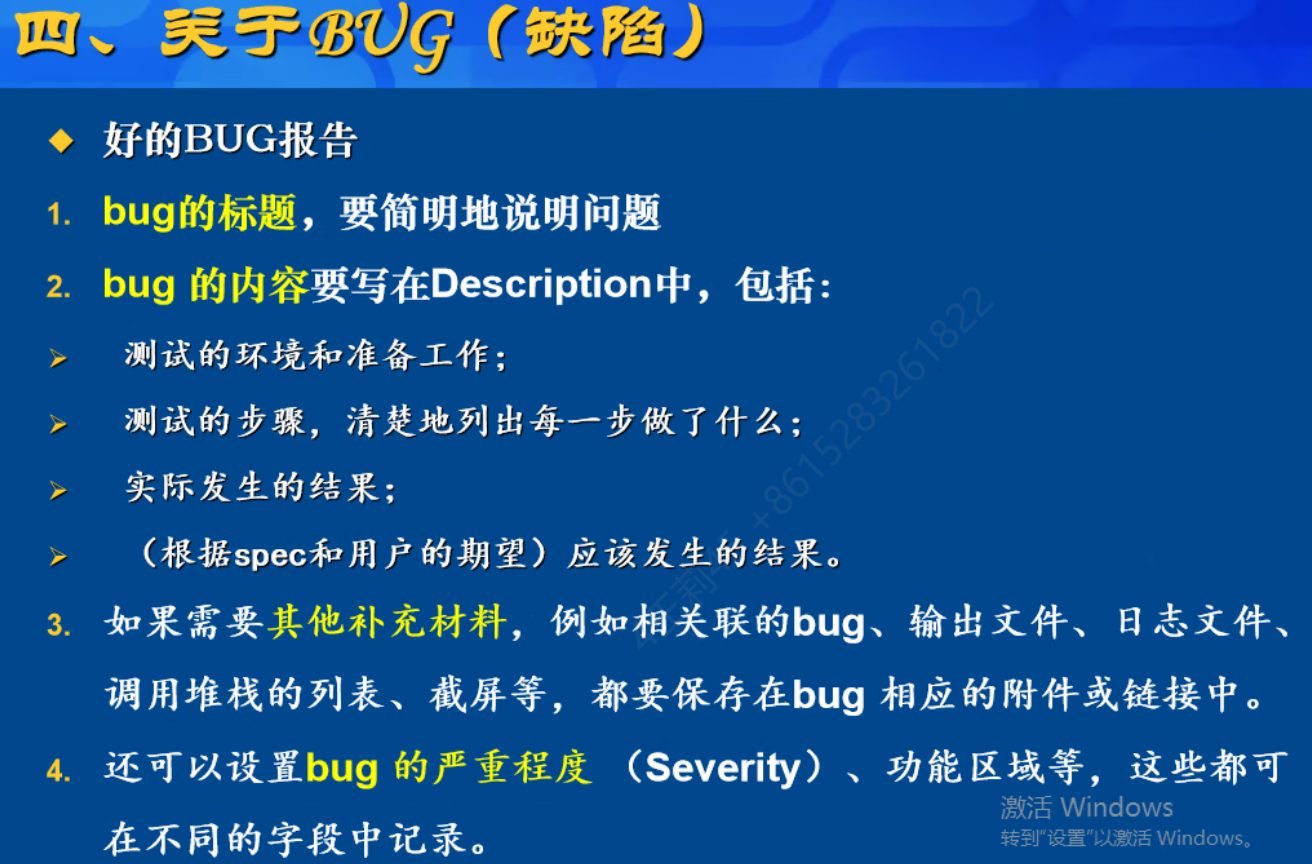 四、关于BUG（缺陷）
好的BUG报告
1. bug的标题，要简明地说明问题
2. bug 的内容要写在Description中，包括：
测试的环境和准备工作；
测试的步骤，清楚地列出每一步做了什么；
实际发生的结果；
（根据spec和用户的期望）应该发生的结果。
3. 如果需要其他补充材料，例如相关联的bug、输出文件、日志文件、
调用堆栈的列表、截屏等，都要保存在bug 相应的附件或链接中。
4. 还可以设置bug 的严重程度 （Severity）、功能区域等，这些都可
在不同的字段中记录。
+8615283261822
激活 Windows
转到“设置”以激活 Windows。